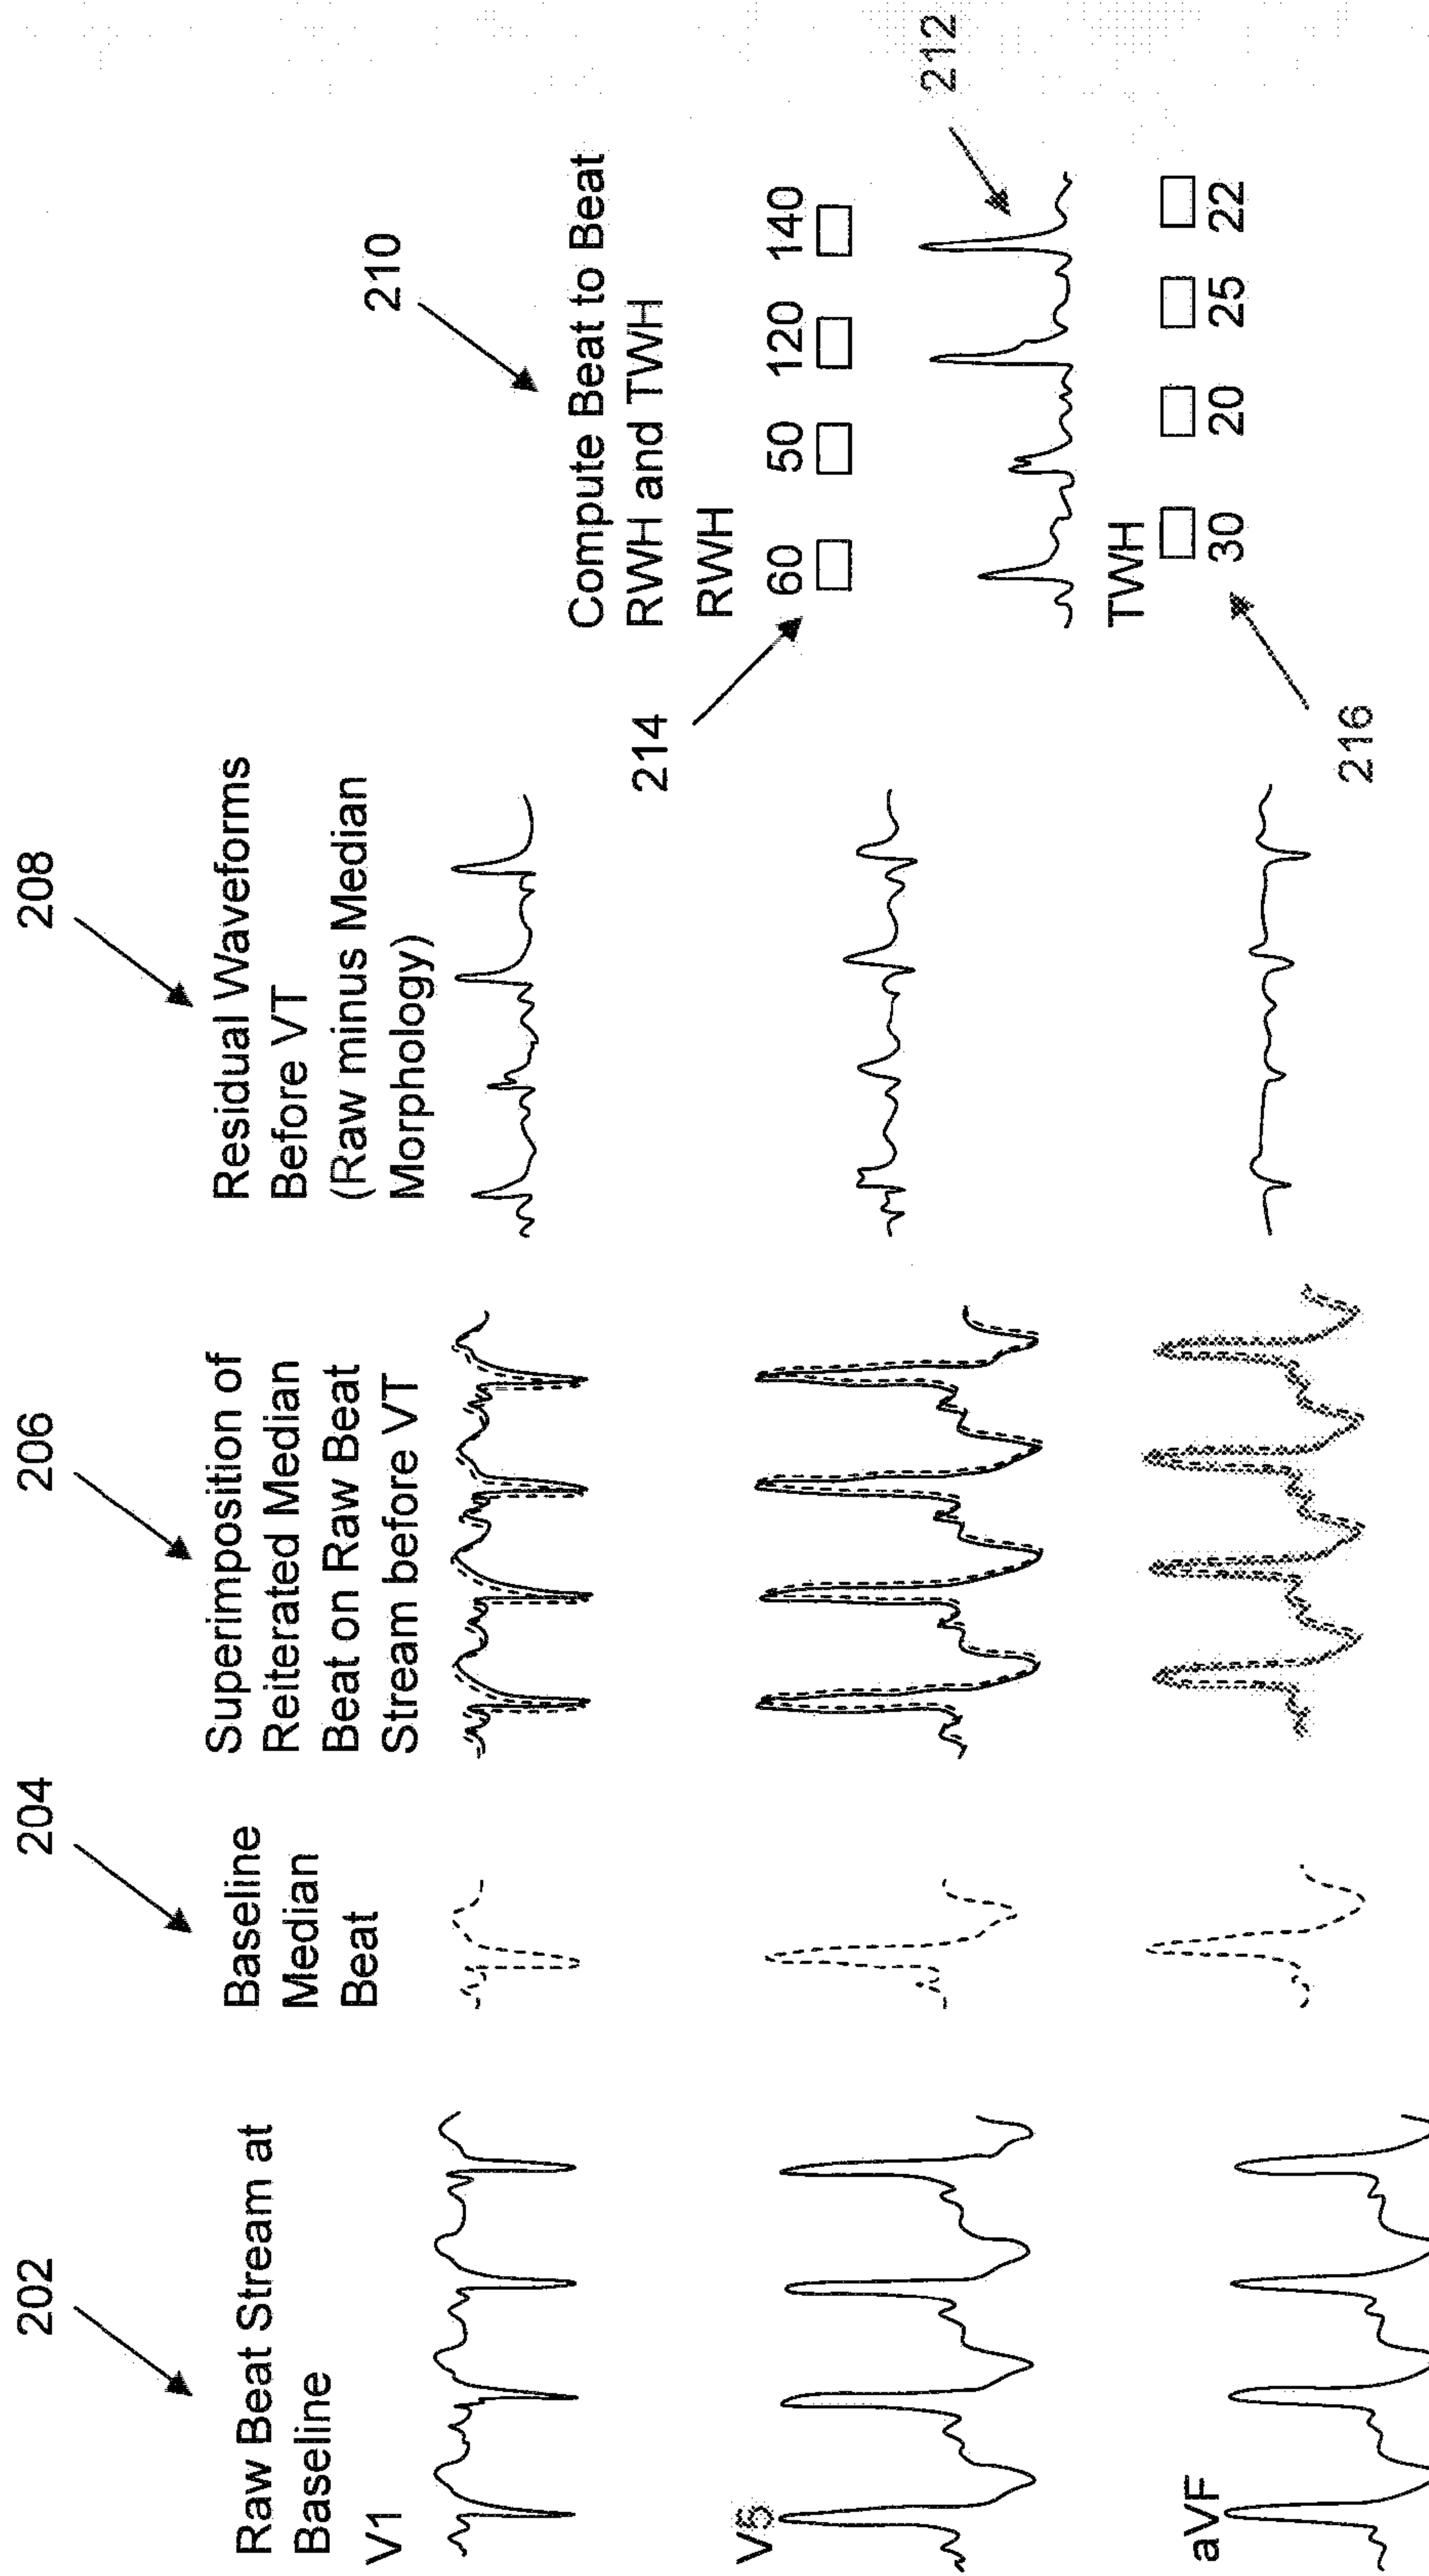 202
Raw Beat Stream at
Baseline
V1
V5
aVF
204
Baseline
Median
Beat
206
Superimposition of
Reiterated Median
Beat on Raw Beat
Stream before VT
208
Residual Waveforms
Before VT
(Raw minus Median
Morphology)
210
Compute Beat to Beat
RWH and TWH
214
RWH
60 50 120 140
212
TWH
30 20 25 22
216